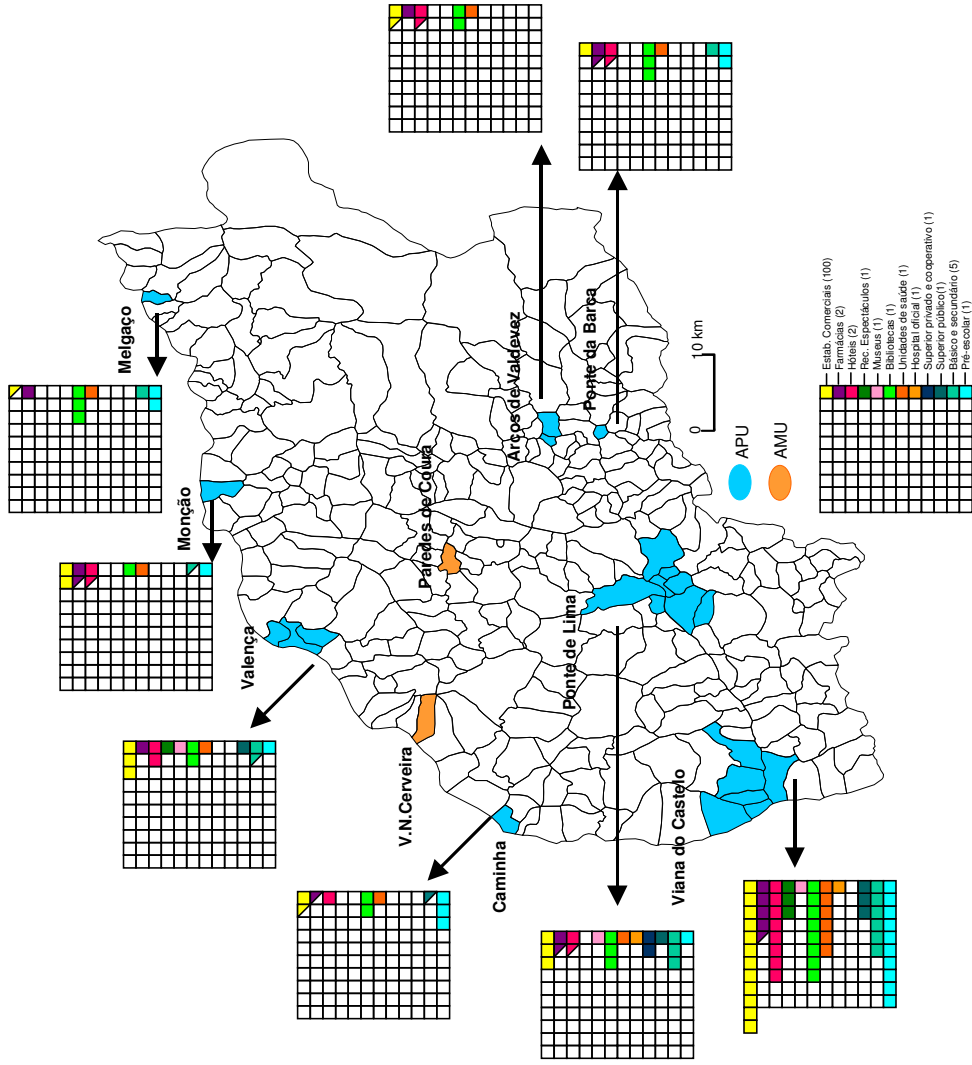 Melgaço
Monção
Valença
V.N.Cerveira
Caminha
Viana do Castelo
Ponte de Lima
Paredes de Coura
Arcos de Valdevez
Ponte da Barca
0
10 km
APU
AMU
Estab. Comerciais (100)
Farmácias (2)
Hóteis (2)
Rec. Espectáculos (1)
Museus (1)
Bibliotecas (1)
Unidades de saúde (1)
Hospital oficial (1)
Superior privado e cooperativo (1)
Superior público(1)
Básico e secundário (5)
Pré-escolar (1)